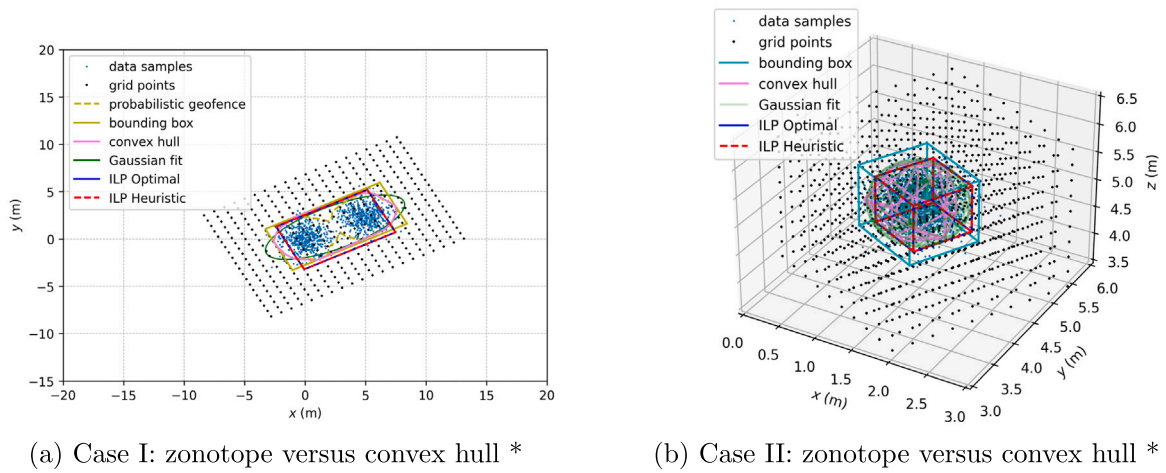 20
15
10
5
0
−5
−10
−15
y (m)
−20 −15 −10 −5 0 5 10 15 20
x (m)
data samples
grid points
probabilistic geofence
bounding box
convex hull
Gaussian fit
ILP Optimal
ILP Heuristic
(a) Case I: zonotope versus convex hull *
data samples
grid points
bounding box
convex hull
Gaussian fit
ILP Optimal
ILP Heuristic
6.5
6.0
5.5
5.0
4.5
4.0
3.5
z (m)
6.0
5.5
5.0
4.5
4.0
3.5
3.0
y (m)
0.0 0.5 1.0 1.5 2.0 2.5 3.0
x (m)
(b) Case II: zonotope versus convex hull *